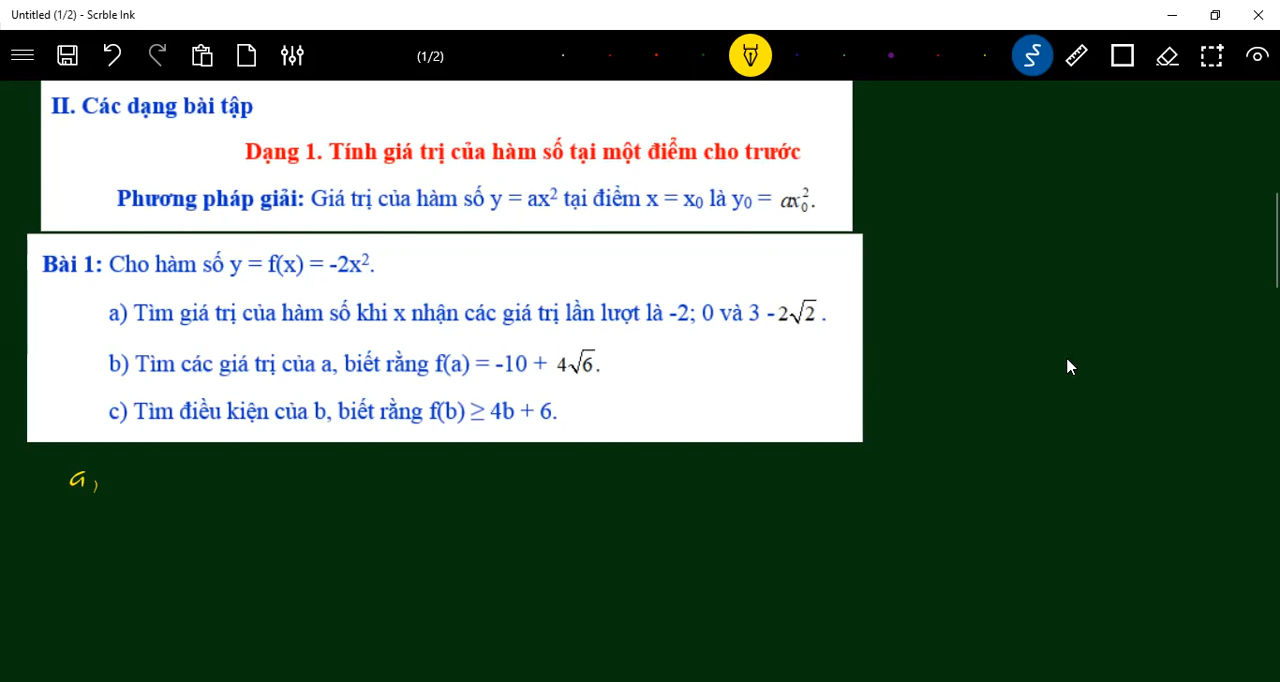 Untitled (1/2) - Scrble Ink
(1/2)
II. Các dạng bài tập
Dạng 1. Tính giá trị của hàm số tại một điểm cho trước
Phương pháp giải: Giá trị của hàm số y = ax² tại điểm x = x₀ là y₀ = ax₀².
Bài 1: Cho hàm số y = f(x) = -2x².
a) Tìm giá trị của hàm số khi x nhận các giá trị lần lượt là -2; 0 và 3 - 2√2 .
b) Tìm các giá trị của a, biết rằng f(a) = -10 + 4√6.
c) Tìm điều kiện của b, biết rằng f(b) ≥ 4b + 6.
a,